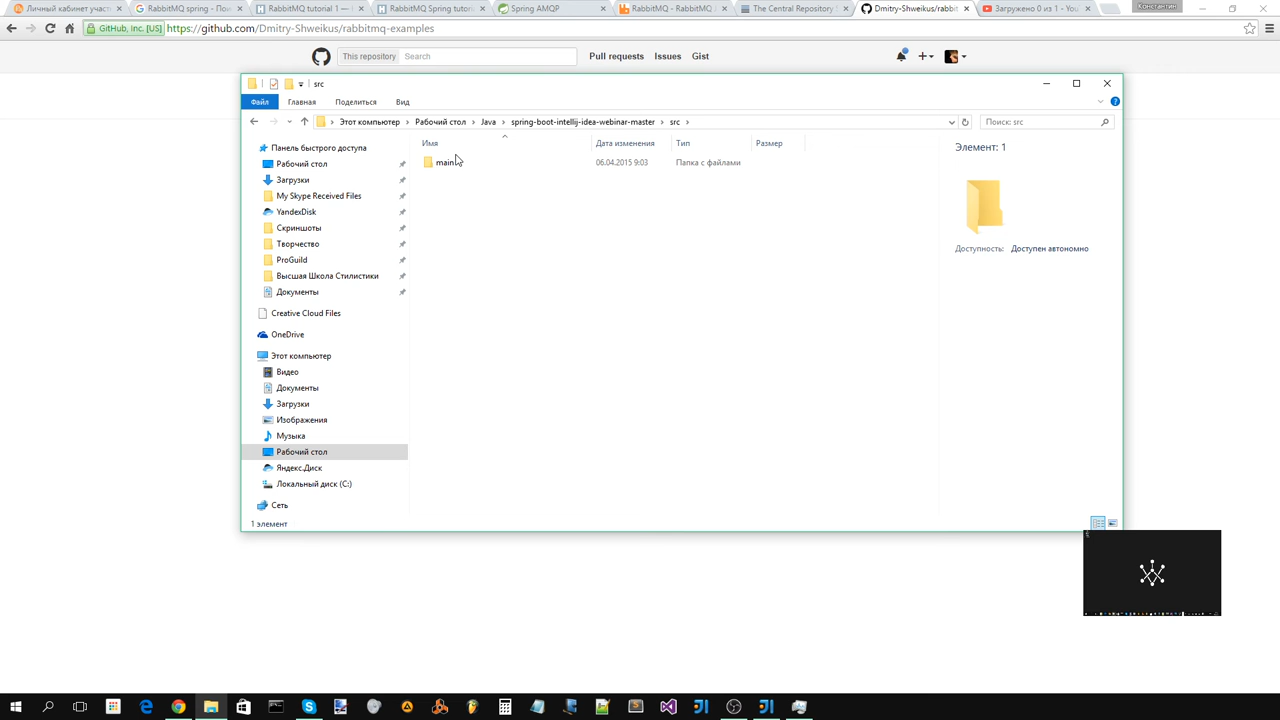 Личный кабинет участ
RabbitMQ spring - Поис
RabbitMQ tutorial 1 —
RabbitMQ Spring tutori
Spring AMQP
RabbitMQ - RabbitMQ J
The Central Repository
Dmitry-Shweikus/rabbit
Загружено 0 из 1 - You
Константин
GitHub, Inc. [US] https://github.com/Dmitry-Shweikus/rabbitmq-examples
This repository Search Pull requests Issues Gist
src
Файл Главная Поделиться Вид
Этот компьютер › Рабочий стол › Java › spring-boot-intellij-idea-webinar-master › src ›
Поиск: src
Имя Дата изменения Тип Размер
main 06.04.2015 9:03 Папка с файлами
Элемент: 1
Доступность: Доступен автономно
Панель быстрого доступа
Рабочий стол
Загрузки
My Skype Received Files
YandexDisk
Скриншоты
Творчество
ProGuild
Высшая Школа Стилистики
Документы
Creative Cloud Files
OneDrive
Этот компьютер
Видео
Документы
Загрузки
Изображения
Музыка
Рабочий стол
Яндекс.Диск
Локальный диск (C:)
Сеть
1 элемент